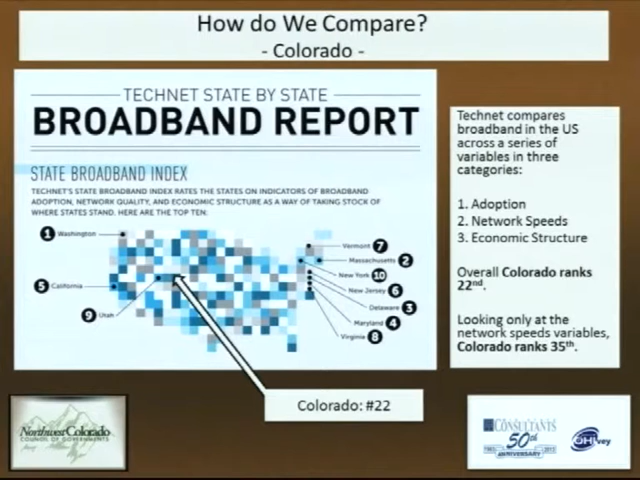 How do We Compare?
- Colorado -
TECHNET STATE BY STATE
BROADBAND REPORT
STATE BROADBAND INDEX
TECHNET'S STATE BROADBAND INDEX RATES THE STATES ON INDICATORS OF BROADBAND
ADOPTION, NETWORK QUALITY, AND ECONOMIC STRUCTURE AS A WAY OF TAKING STOCK OF
WHERE STATES STAND. HERE ARE THE TOP TEN:
1 Washington
5 California
9 Utah
Vermont 7
Massachusetts 2
New York 10
New Jersey 6
Delaware 3
Maryland 4
Virginia 8
Colorado: #22
Technet compares
broadband in the US
across a series of
variables in three
categories:
1. Adoption
2. Network Speeds
3. Economic Structure
Overall Colorado ranks
22nd.
Looking only at the
network speeds variables,
Colorado ranks 35th.
Northwest Colorado
COUNCIL OF GOVERNMENTS
CONSULTANTS
50th
ANNIVERSARY
OHIvey